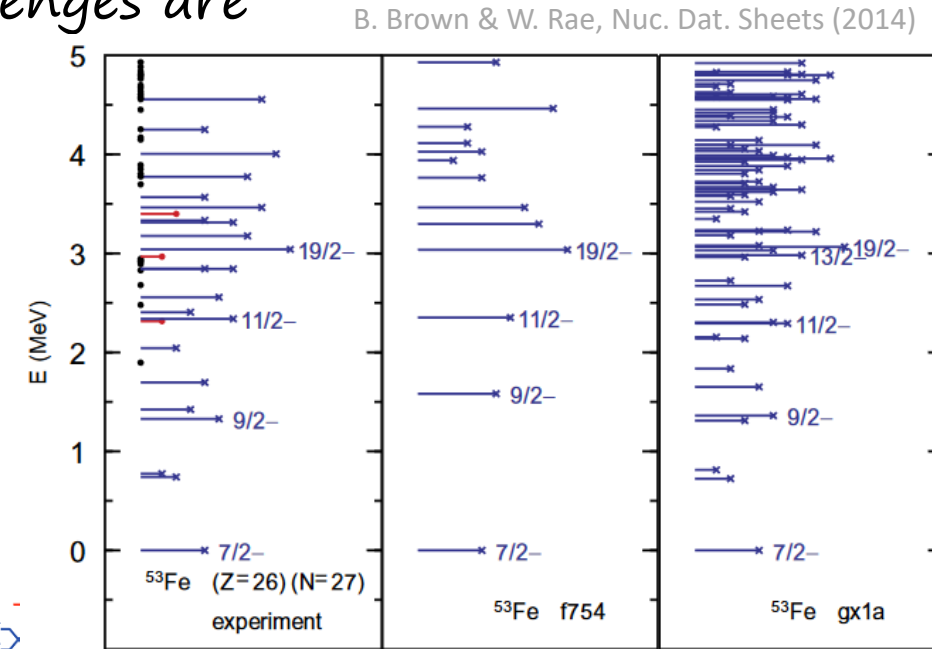 enges are
B. Brown & W. Rae, Nuc. Dat. Sheets (2014)
E (MeV)
5
4
3
2
1
0
19/2−
11/2−
9/2−
7/2−
53Fe (Z=26) (N=27)
experiment
19/2−
11/2−
9/2−
7/2−
53Fe f754
19/2−
13/2−
11/2−
9/2−
7/2−
53Fe gx1a